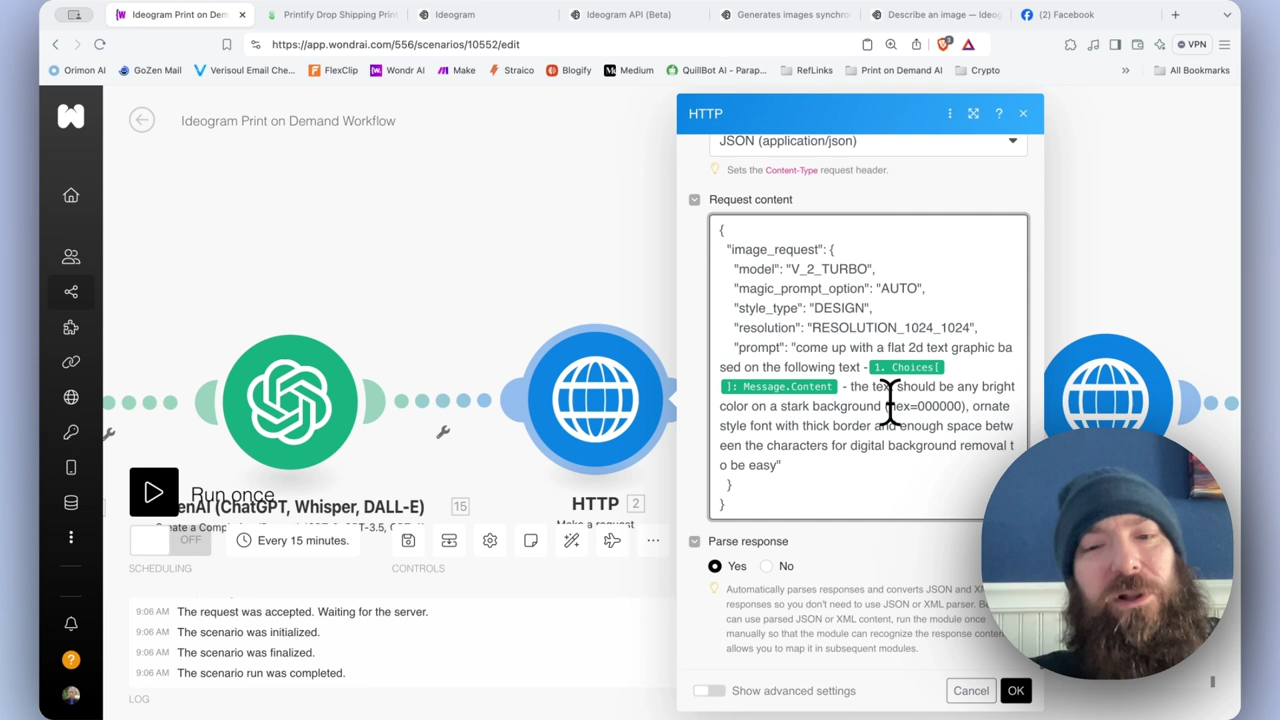 Ideogram Print on Dem
Printify Drop Shipping Print
Ideogram
Ideogram API (Beta)
Generates images synchro
Describe an image — Ideog
(2) Facebook
https://app.wondrai.com/556/scenarios/10552/edit
VPN
Orimon AI
GoZen Mail
Verisoul Email Che...
FlexClip
Wondr AI
Make
Straico
Blogify
Medium
QuillBot AI - Parap...
RefLinks
Print on Demand AI
Crypto
»
All Bookmarks
Ideogram Print on Demand Workflow
HTTP
JSON (application/json)
Sets the Content-Type request header.
Request content
{
"image_request": {
"model": "V_2_TURBO",
"magic_prompt_option": "AUTO",
"style_type": "DESIGN",
"resolution": "RESOLUTION_1024_1024",
"prompt": "come up with a flat 2d text graphic ba
sed on the following text - 1. Choices[
]: Message.Content - the text should be any bright
color on a stark background (hex=000000), ornate
style font with thick border and enough space betw
een the characters for digital background removal t
o be easy"
}
}
Parse response
Yes
No
Automatically parses responses and converts JSON and XM
responses so you don't need to use JSON or XML parser. Be
can use parsed JSON or XML content, run the module once
manually so that the module can recognize the response conten
allows you to map it in subsequent modules.
Show advanced settings
Cancel
OK
Run once
enAI (ChatGPT, Whisper, DALL-E)
15
HTTP
2
Make a request
OFF
Every 15 minutes.
SCHEDULING
CONTROLS
9:06 AM The request was accepted. Waiting for the server.
9:06 AM The scenario was initialized.
9:06 AM The scenario was finalized.
9:06 AM The scenario run was completed.
LOG